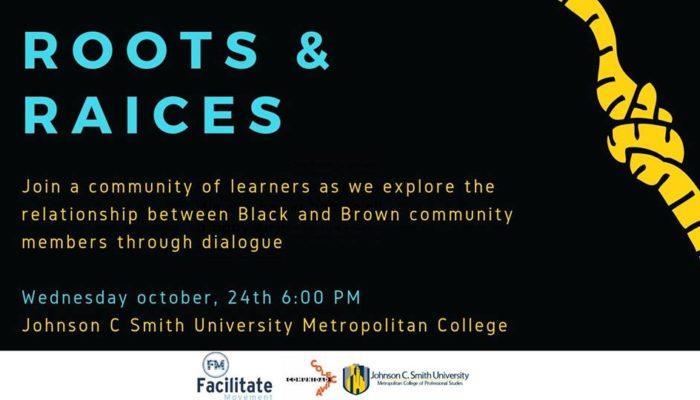 ROOTS &
RAICES
Join a community of learners as we explore the
relationship between Black and Brown community
members through dialogue
Wednesday october, 24th 6:00 PM
Johnson C Smith University Metropolitan College
FM
Facilitate
Movement
COMUNIDAD
COLECTIVA
Johnson C. Smith University
Metropolitan College of Professional Studies